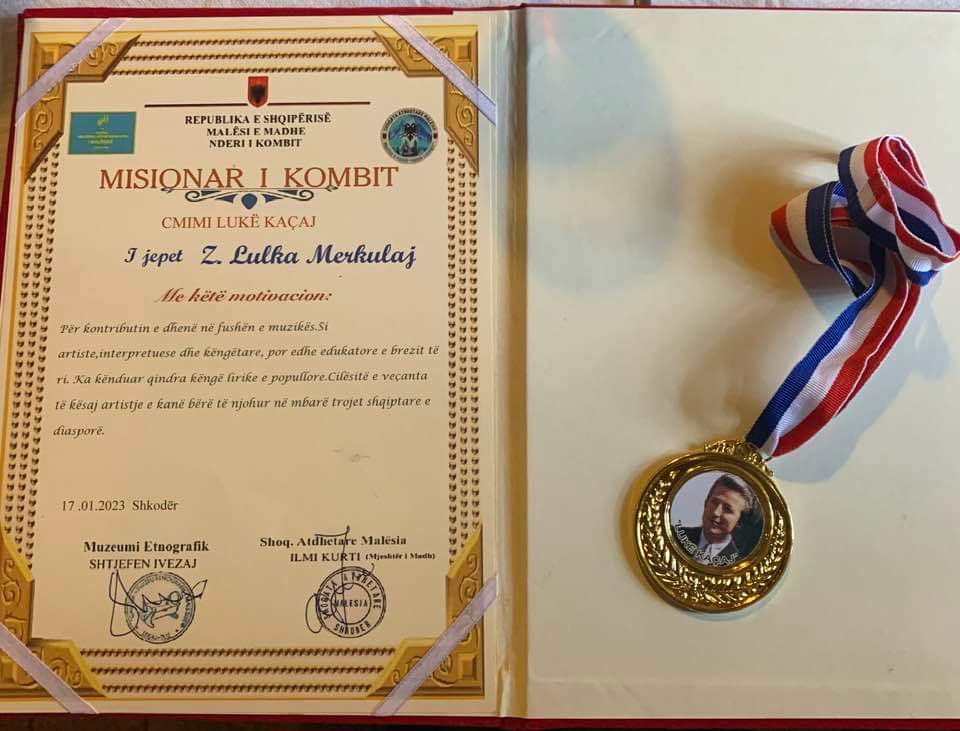 REPUBLIKA E SHQIPËRISË
MALËSI E MADHE
NDERI I KOMBIT
MISIONAR I KOMBIT
CMIMI LUKË KAÇAJ
I jepet Z. Lulka Merkulaj
Me këtë motivacion:
Për kontributin e dhenë në fushën e muzikës.Si
artiste,interpretuese dhe këngëtare, por edhe edukatore e brezit të
ri. Ka kënduar qindra këngë lirike e popullore.Cilësitë e veçanta
të kësaj artistje e kanë bërë të njohur në mbarë trojet shqiptare e
diasporë.
17 .01.2023 Shkodër
Muzeumi Etnografik
SHTJEFEN IVEZAJ
Shoq. Atdhetare Malësia
ILMI KURTI (Mjeshtër i Madh)
MALESIA
SHKODER
"LUKË KAÇAJ"